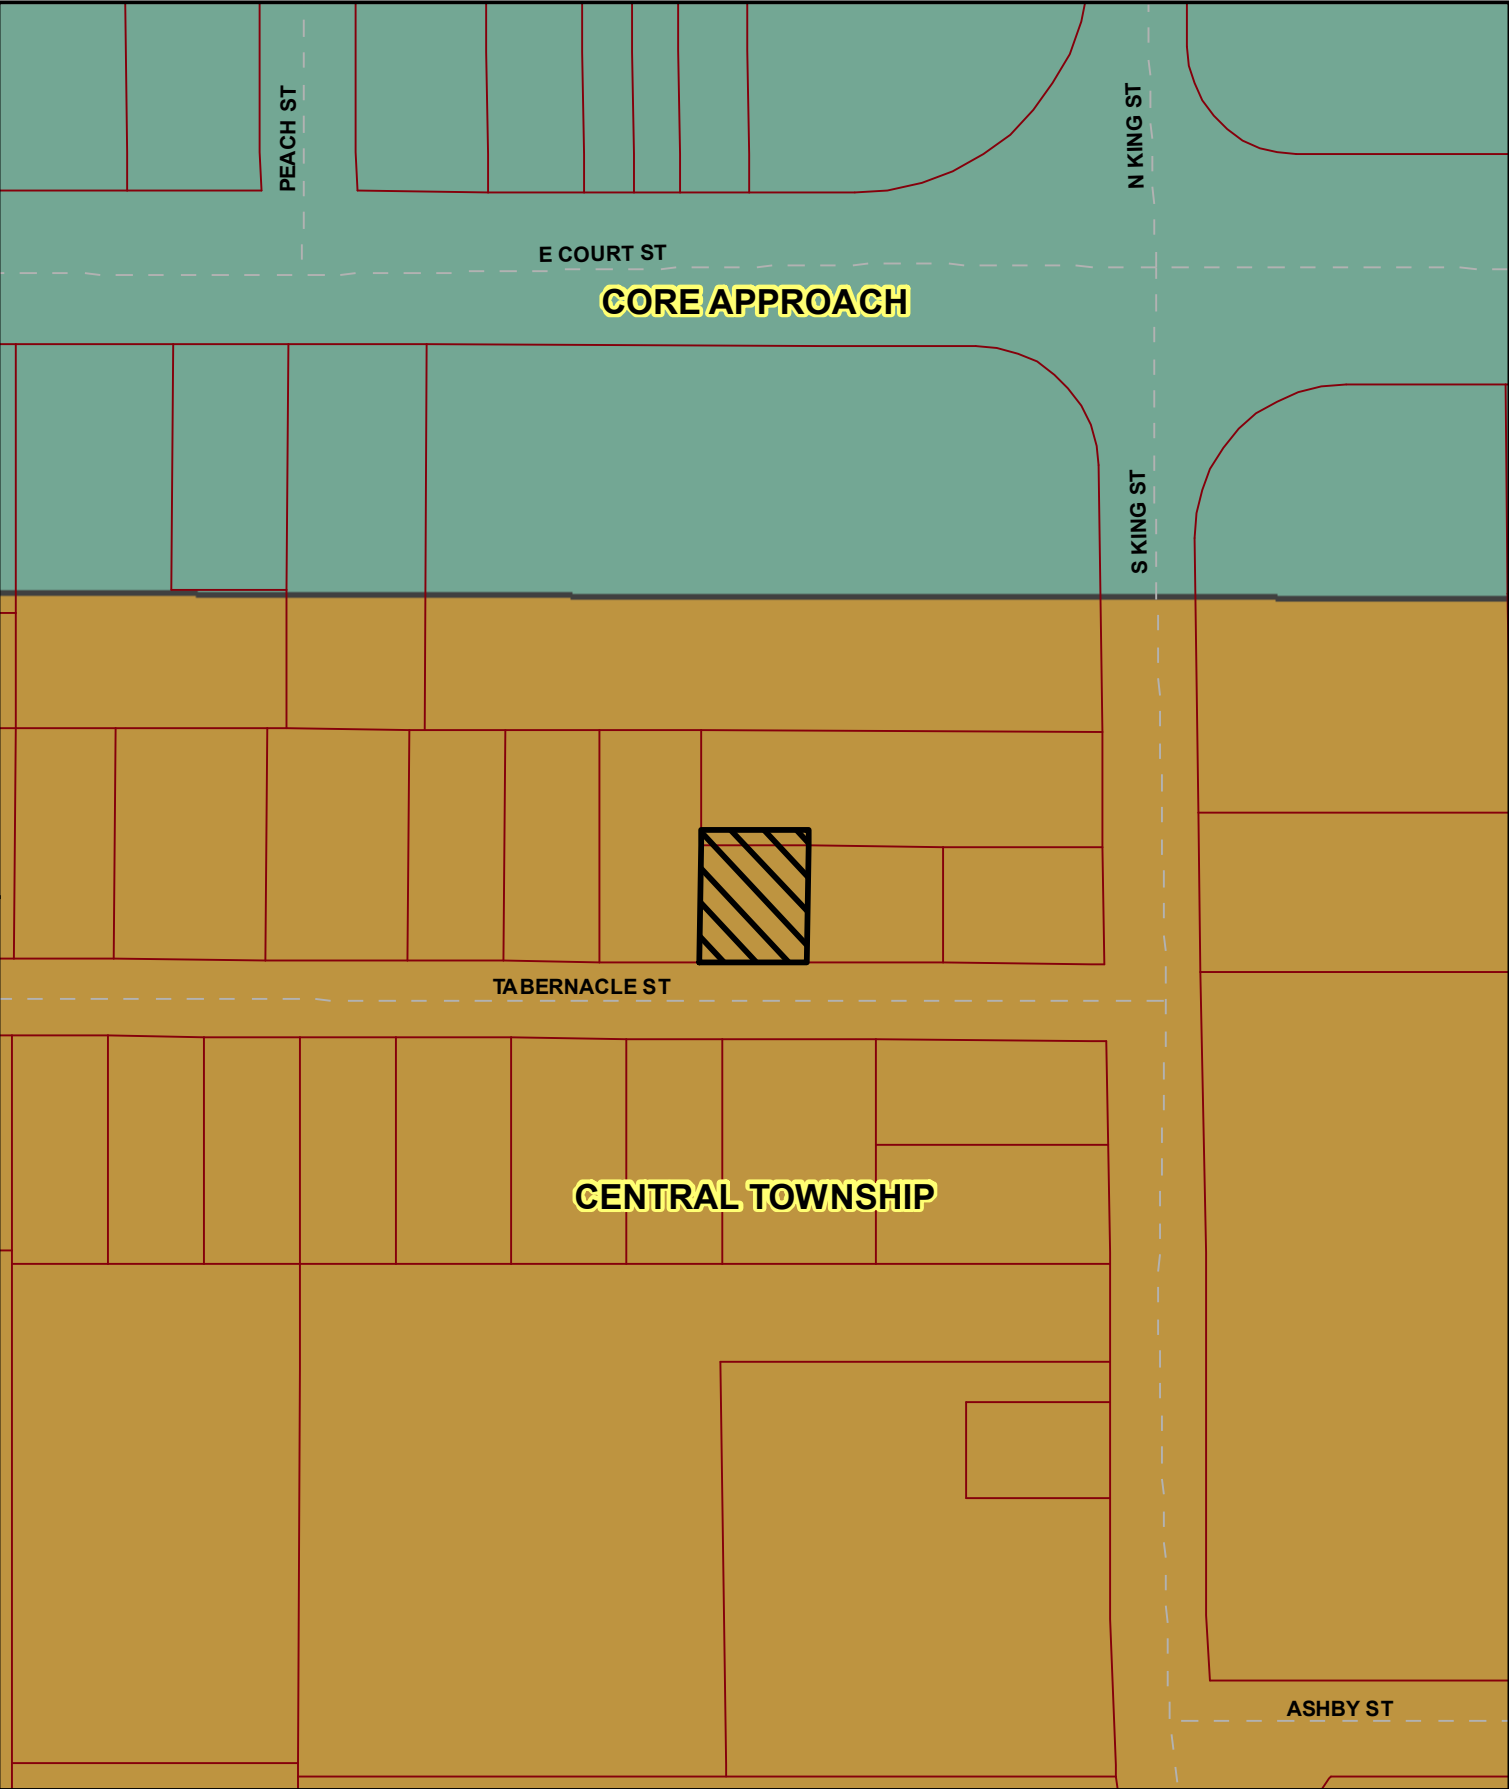 PEACH ST
N KING ST
E COURT ST
CORE APPROACH
S KING ST
TABERNACLE ST
CENTRAL TOWNSHIP
ASHBY ST